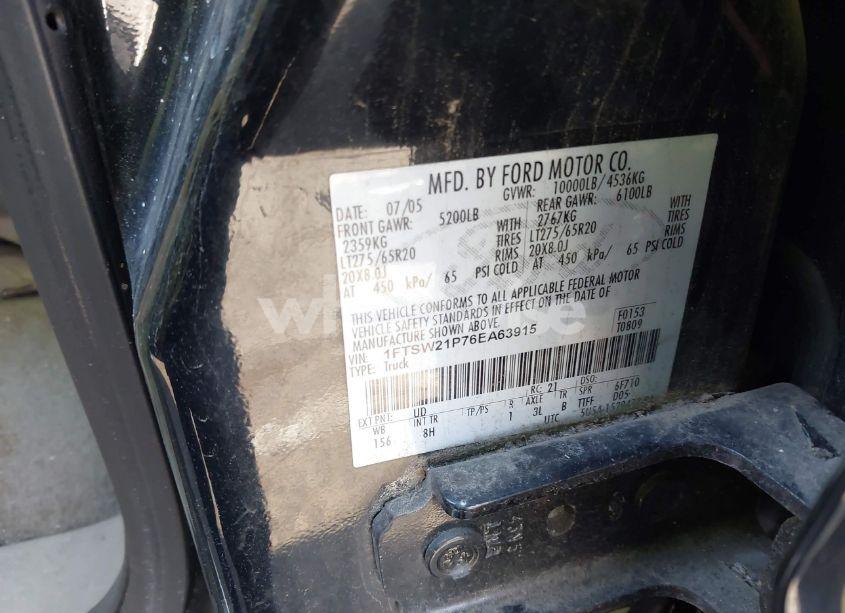 MFD. BY FORD MOTOR CO.
DATE: 07/05 GVWR: 10000LB/4536KG
FRONT GAWR: 5200LB REAR GAWR: 6100LB
2359KG WITH 2767KG WITH
LT275/65R20 TIRES LT275/65R20 TIRES
20X8.0J RIMS 20X8.0J RIMS
AT 450 kPa/ 65 PSI COLD AT 450 kPa/ 65 PSI COLD
THIS VEHICLE CONFORMS TO ALL APPLICABLE FEDERAL MOTOR
VEHICLE SAFETY STANDARDS IN EFFECT ON THE DATE OF
MANUFACTURE SHOWN ABOVE.
VIN: 1FTSW21P76EA63915 F0153
TYPE: Truck T0809
RC: 21 DSO:
EXT PNT: UD
WB INT TR TP/PS R AXLE TR SPR 6F710
156 8H 1 3L B TTFF D05
UTC